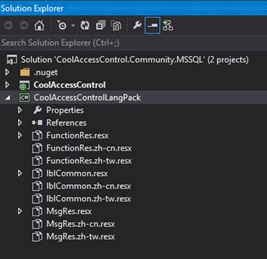 Solution Explorer
Search Solution Explorer (Ctrl+;)
Solution 'CoolAccessControl.Community.MSSQL' (2 projects)
.nuget
CoolAccessControl
CoolAccessControlLangPack
Properties
References
FunctionRes.resx
FunctionRes.zh-cn.resx
FunctionRes.zh-tw.resx
lblCommon.resx
lblCommon.zh-cn.resx
lblCommon.zh-tw.resx
MsgRes.resx
MsgRes.zh-cn.resx
MsgRes.zh-tw.resx